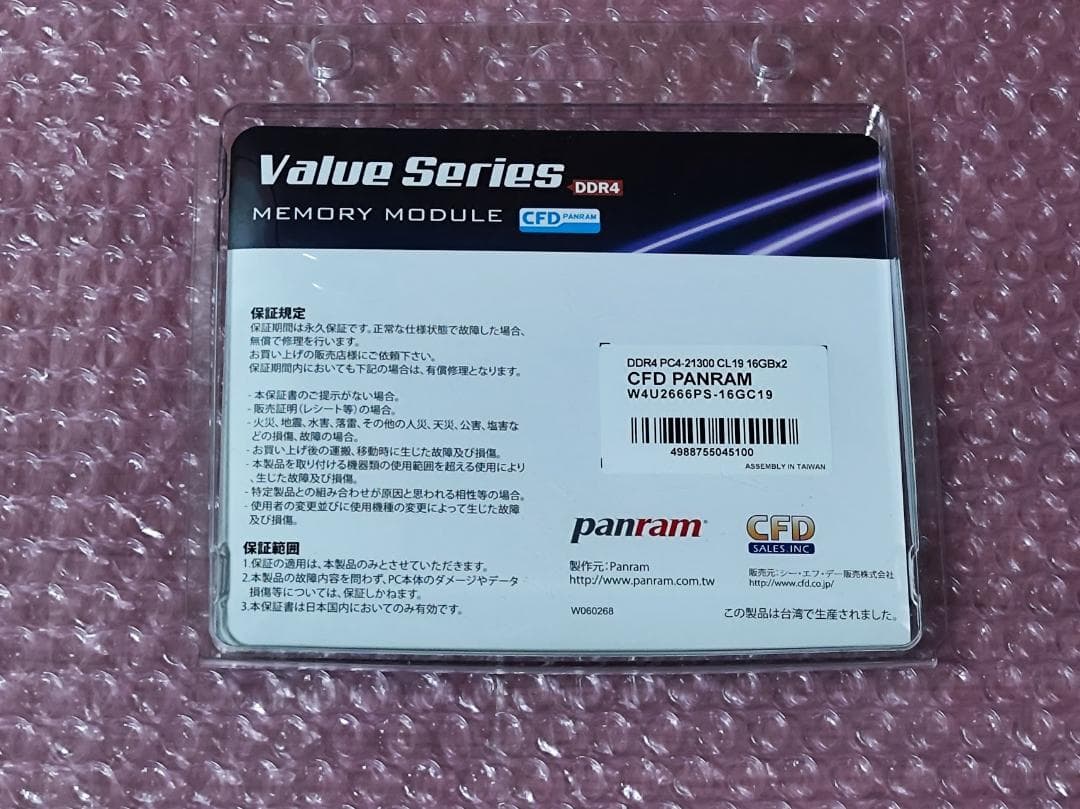 Value Series DDR4
MEMORY MODULE CFD PANRAM
保証規定
保証期間は永久保証です。正常な仕様状態で故障した場合、
無償で修理を行います。
お買い上げの販売店様にご依頼下さい。
保証期間内においても下記の場合は、有償修理となります。
- 本保証書のご提示がない場合。
- 販売証明(レシート等)の場合。
- 火災、地震、水害、落雷、その他の人災、天災、公害、塩害な
どの損傷、故障の場合。
- お買い上げ後の運搬、移動時に生じた故障及び損傷。
- 本製品を取り付ける機器類の使用範囲を超える使用により
、生じた故障及び損傷。
- 特定製品との組み合わせが原因と思われる相性等の場合。
- 使用者の変更並びに使用機種の変更によって生じた故障
及び損傷。
保証範囲
1.保証の適用は、本製品のみとさせていただきます。
2.本製品の故障内容を問わず、PC本体のダメージやデータ
損傷等については、保証しかねます。
3.本保証書は日本国内においてのみ有効です。
DDR4 PC4-21300 CL19 16GBx2
CFD PANRAM
W4U2666PS-16GC19
4988755045100
ASSEMBLY IN TAIWAN
panram
製作元:Panram
http://www.panram.com.tw
W060268
CFD
SALES.INC
販売元:シー・エフ・デー販売株式会社
http://www.cfd.co.jp/
この製品は台湾で生産されました。